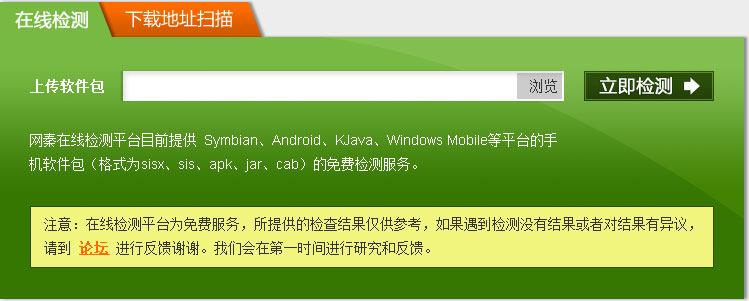 在线检测 下载地址扫描
上传软件包 浏览 立即检测
网秦在线检测平台目前提供 Symbian、Android、KJava、Windows Mobile等平台的手
机软件包（格式为sisx、sis、apk、jar、cab）的免费检测服务。
注意：在线检测平台为免费服务，所提供的检查结果仅供参考，如果遇到检测没有结果或者对结果有异议，
请到 论坛 进行反馈谢谢。我们会在第一时间进行研究和反馈。